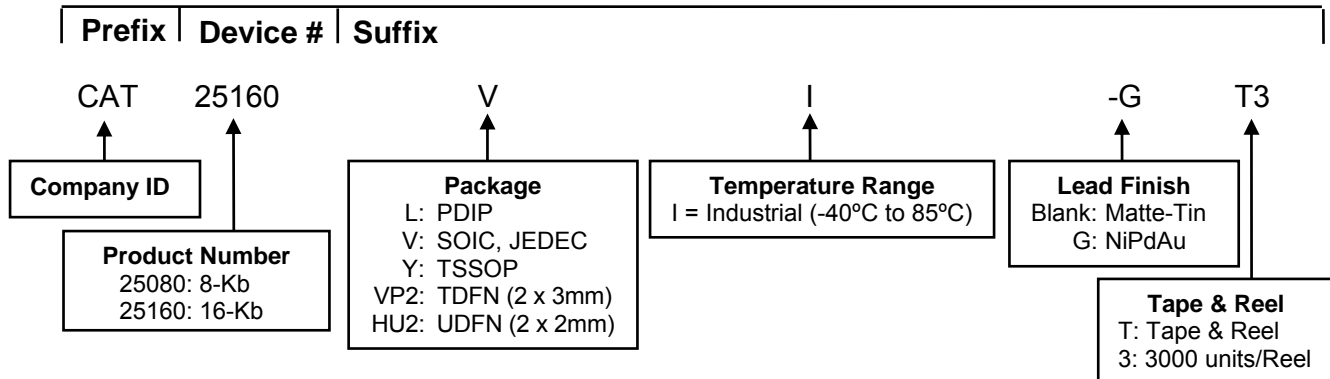 Prefix Device # Suffix
CAT 25160 V I -G T3
Company ID
Product Number
25080: 8-Kb
25160: 16-Kb
Package
L: PDIP
V: SOIC, JEDEC
Y: TSSOP
VP2: TDFN (2 x 3mm)
HU2: UDFN (2 x 2mm)
Temperature Range
I = Industrial (-40ºC to 85ºC)
Lead Finish
Blank: Matte-Tin
G: NiPdAu
Tape & Reel
T: Tape & Reel
3: 3000 units/Reel